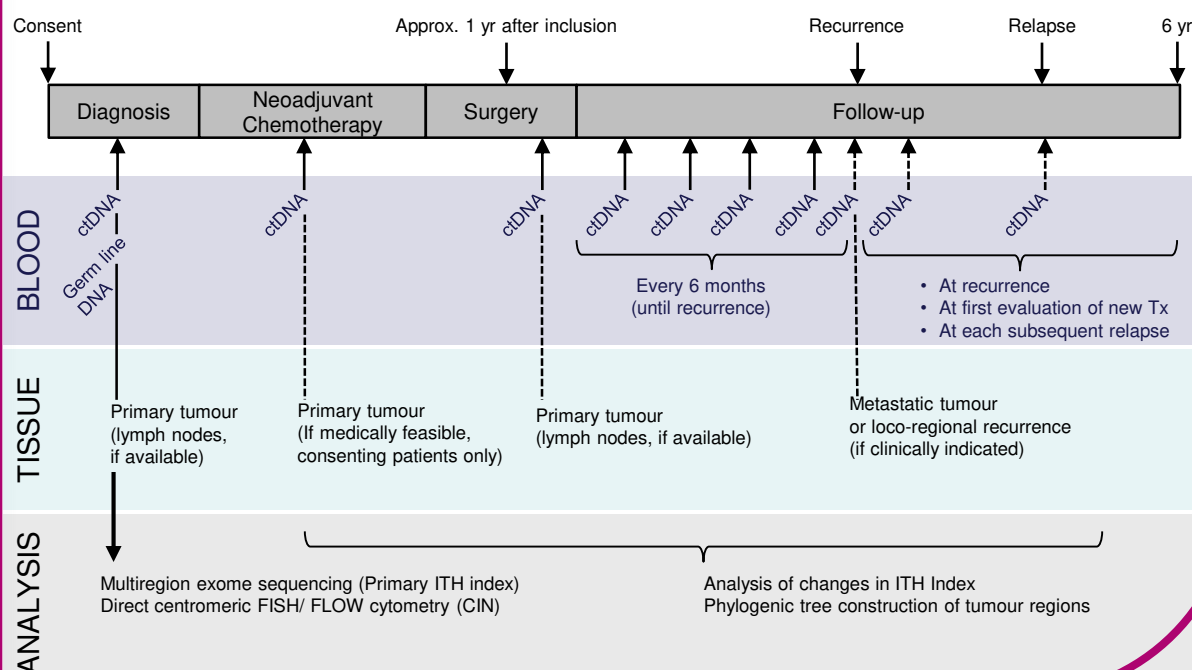 Consent
Approx. 1 yr after inclusion
Recurrence
Relapse
6 yr
Diagnosis
Neoadjuvant
Chemotherapy
Surgery
Follow-up
BLOOD
ctDNA
Germ line
DNA
ctDNA
ctDNA
ctDNA
ctDNA
ctDNA
ctDNA
ctDNA
ctDNA
ctDNA
Every 6 months
(until recurrence)
• At recurrence
• At first evaluation of new Tx
• At each subsequent relapse
TISSUE
Primary tumour
(lymph nodes,
if available)
Primary tumour
(If medically feasible,
consenting patients only)
Primary tumour
(lymph nodes, if available)
Metastatic tumour
or loco-regional recurrence
(if clinically indicated)
ANALYSIS
Multiregion exome sequencing (Primary ITH index)
Direct centromeric FISH/ FLOW cytometry (CIN)
Analysis of changes in ITH Index
Phylogenic tree construction of tumour regions